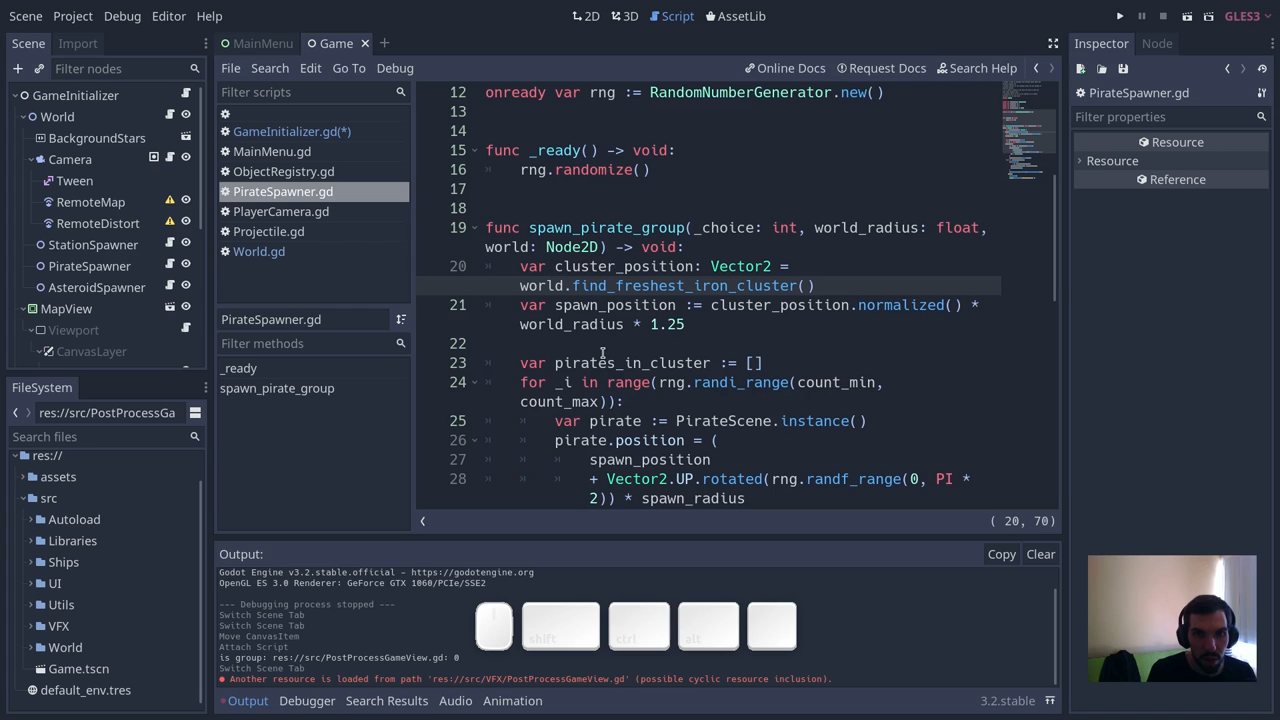 Scene Project Debug Editor Help
2D 3D Script AssetLib
GLES3
Scene Import
MainMenu Game
Inspector Node
Filter nodes
File Search Edit Go To Debug
Online Docs Request Docs Search Help
GameInitializer
World
BackgroundStars
Camera
Tween
RemoteMap
RemoteDistort
StationSpawner
PirateSpawner
AsteroidSpawner
MapView
Viewport
CanvasLayer
Filter scripts
GameInitializer.gd(*)
MainMenu.gd
ObjectRegistry.gd
PirateSpawner.gd
PlayerCamera.gd
Projectile.gd
World.gd
PirateSpawner.gd
Filter methods
_ready
spawn_pirate_group
12 onready var rng := RandomNumberGenerator.new()
13
14
15 func _ready() -> void:
16 rng.randomize()
17
18
19 func spawn_pirate_group(_choice: int, world_radius: float,
world: Node2D) -> void:
20 var cluster_position: Vector2 =
world.find_freshest_iron_cluster()
21 var spawn_position := cluster_position.normalized() *
world_radius * 1.25
22
23 var pirates_in_cluster := []
24 for _i in range(rng.randi_range(count_min,
count_max)):
25 var pirate := PirateScene.instance()
26 pirate.position = (
27 spawn_position
28 + Vector2.UP.rotated(rng.randf_range(0, PI *
2)) * spawn_radius
( 20, 70)
PirateSpawner.gd
Filter properties
Resource
Resource
Reference
FileSystem
res://src/PostProcessGa
Search files
res://
assets
src
Autoload
Libraries
Ships
UI
Utils
VFX
World
Game.tscn
default_env.tres
Output:
Copy Clear
Godot Engine v3.2.stable.official - https://godotengine.org
OpenGL ES 3.0 Renderer: GeForce GTX 1060/PCIe/SSE2
--- Debugging process stopped ---
Switch Scene Tab
Switch Scene Tab
Move CanvasItem
Attach Script
is group: res://src/PostProcessGameView.gd: 0
Switch Scene Tab
Another resource is loaded from path 'res://src/VFX/PostProcessGameView.gd' (possible cyclic resource inclusion).
shift ctrl alt
Output Debugger Search Results Audio Animation
3.2.stable